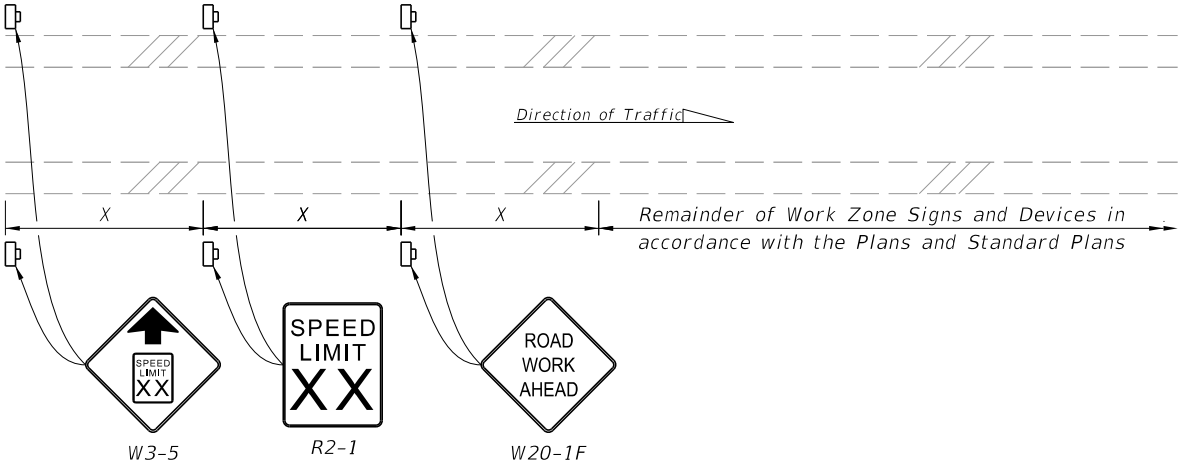 Direction of Traffic
X
X
X
Remainder of Work Zone Signs and Devices in
accordance with the Plans and Standard Plans
SPEED
LIMIT
XX
W3-5
SPEED
LIMIT
XX
R2-1
ROAD
WORK
AHEAD
W20-1F